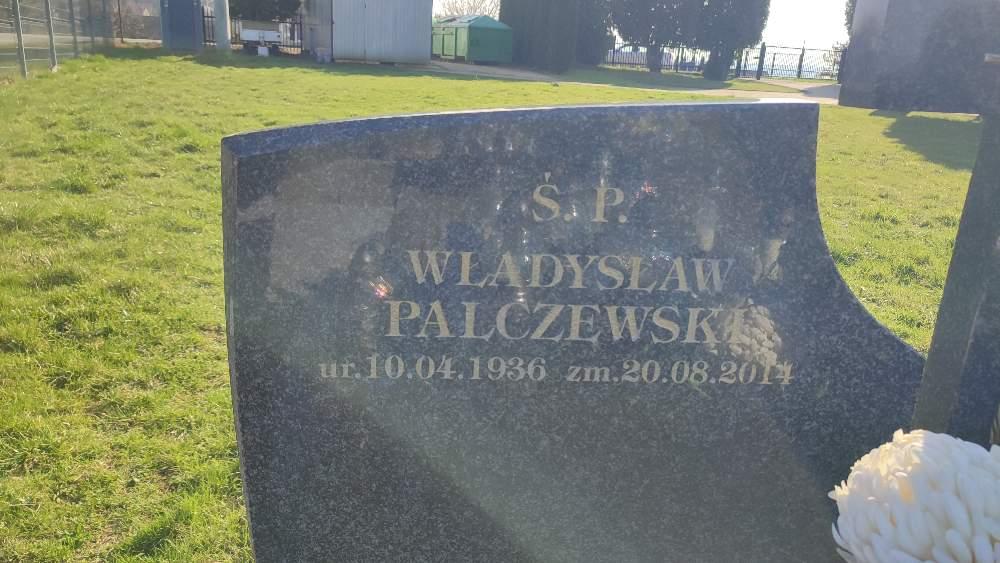 Ś. P.
WŁADYSŁAW
PALCZEWSKI
ur.10.04.1936 zm.20.08.2014